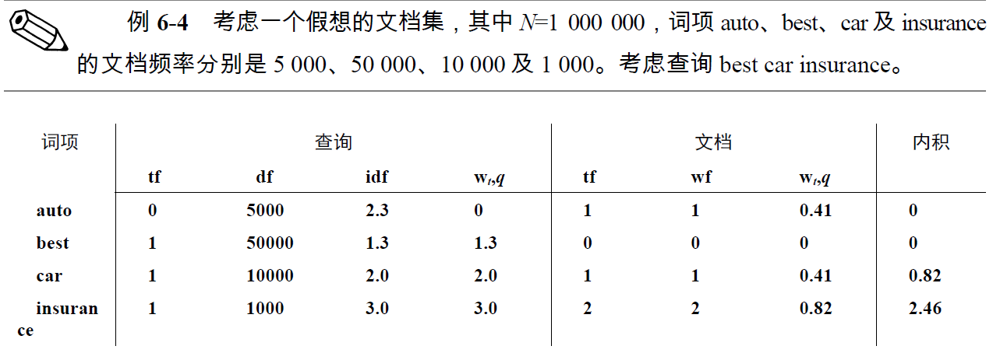 例 6-4 考虑一个假想的文档集，其中 N=1 000 000，词项 auto、best、car 及 insurance
的文档频率分别是 5 000、50 000、10 000 及 1 000。考虑查询 best car insurance。
词项 查询 文档 内积
tf df idf wt,q tf wf wt,q
auto 0 5000 2.3 0 1 1 0.41 0
best 1 50000 1.3 1.3 0 0 0 0
car 1 10000 2.0 2.0 1 1 0.41 0.82
insuran 1 1000 3.0 3.0 2 2 0.82 2.46
ce